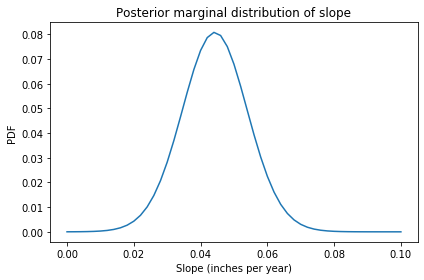 Posterior marginal distribution of slope
0.08
0.07
0.06
0.05
0.04
0.03
0.02
0.01
0.00
PDF
0.00 0.02 0.04 0.06 0.08 0.10
Slope (inches per year)